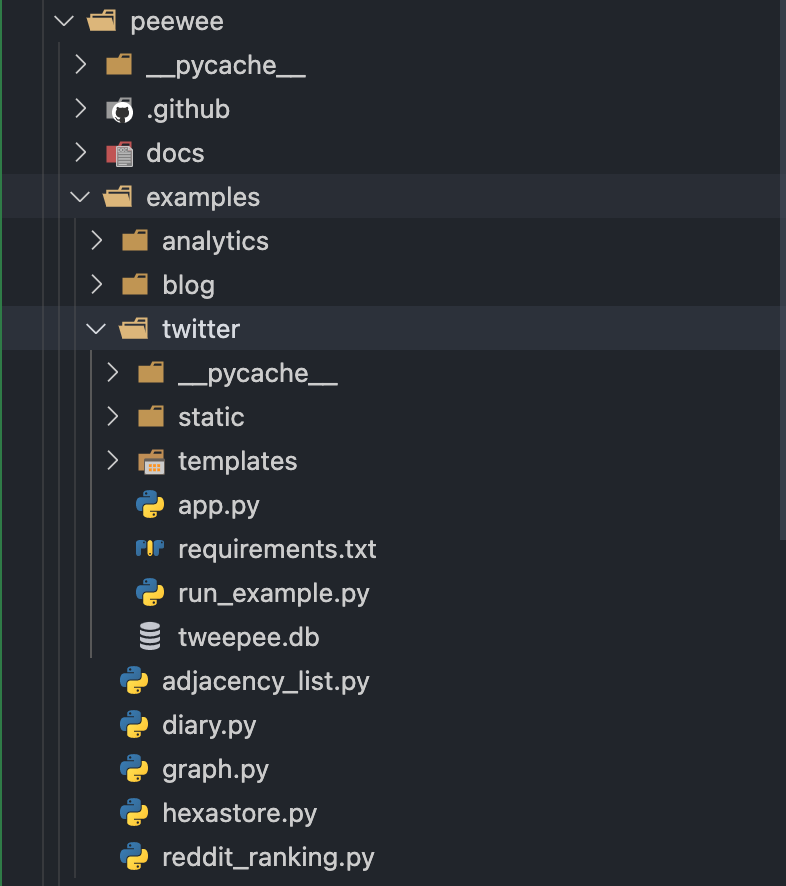 peewee
__pycache__
.github
docs
examples
analytics
blog
twitter
__pycache__
static
templates
app.py
requirements.txt
run_example.py
tweepee.db
adjacency_list.py
diary.py
graph.py
hexastore.py
reddit_ranking.py